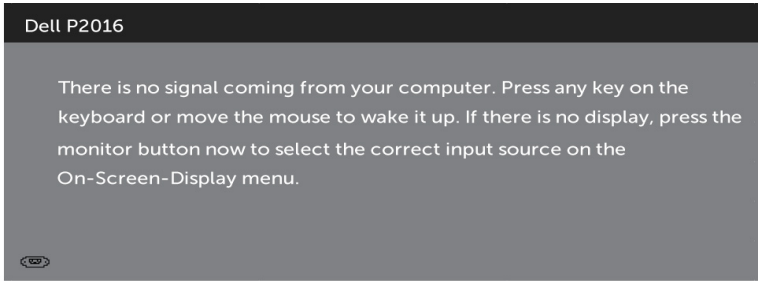 Dell P2016
There is no signal coming from your computer. Press any key on the
keyboard or move the mouse to wake it up. If there is no display, press the
monitor button now to select the correct input source on the
On-Screen-Display menu.